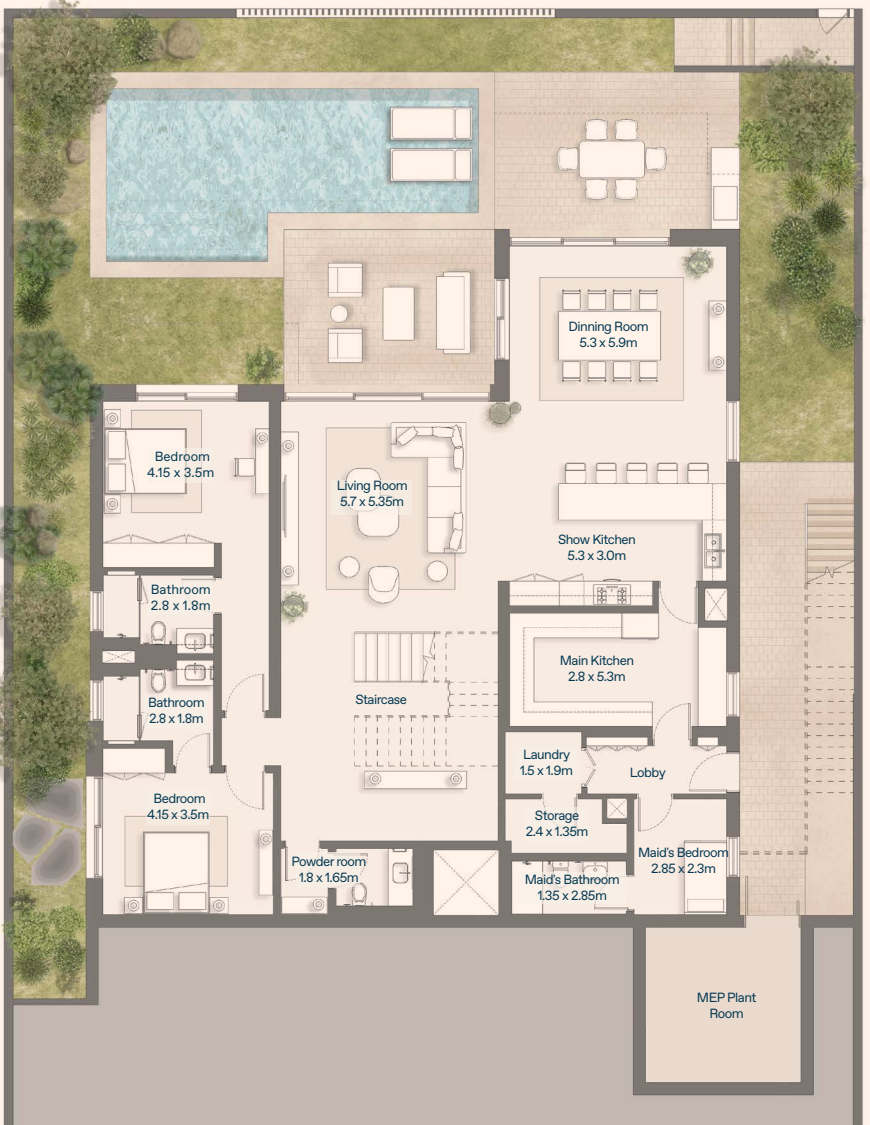 Dinning Room
5.3 x 5.9m
Bedroom
4.15 x 3.5m
Living Room
5.7 x 5.35m
Show Kitchen
5.3 x 3.0m
Bathroom
2.8 x 1.8m
Main Kitchen
2.8 x 5.3m
Bathroom
2.8 x 1.8m
Staircase
Laundry
1.5 x 1.9m
Lobby
Bedroom
4.15 x 3.5m
Storage
2.4 x 1.35m
Powder room
1.8 x 1.65m
Maid's Bedroom
2.85 x 2.3m
Maid's Bathroom
1.35 x 2.85m
MEP Plant
Room